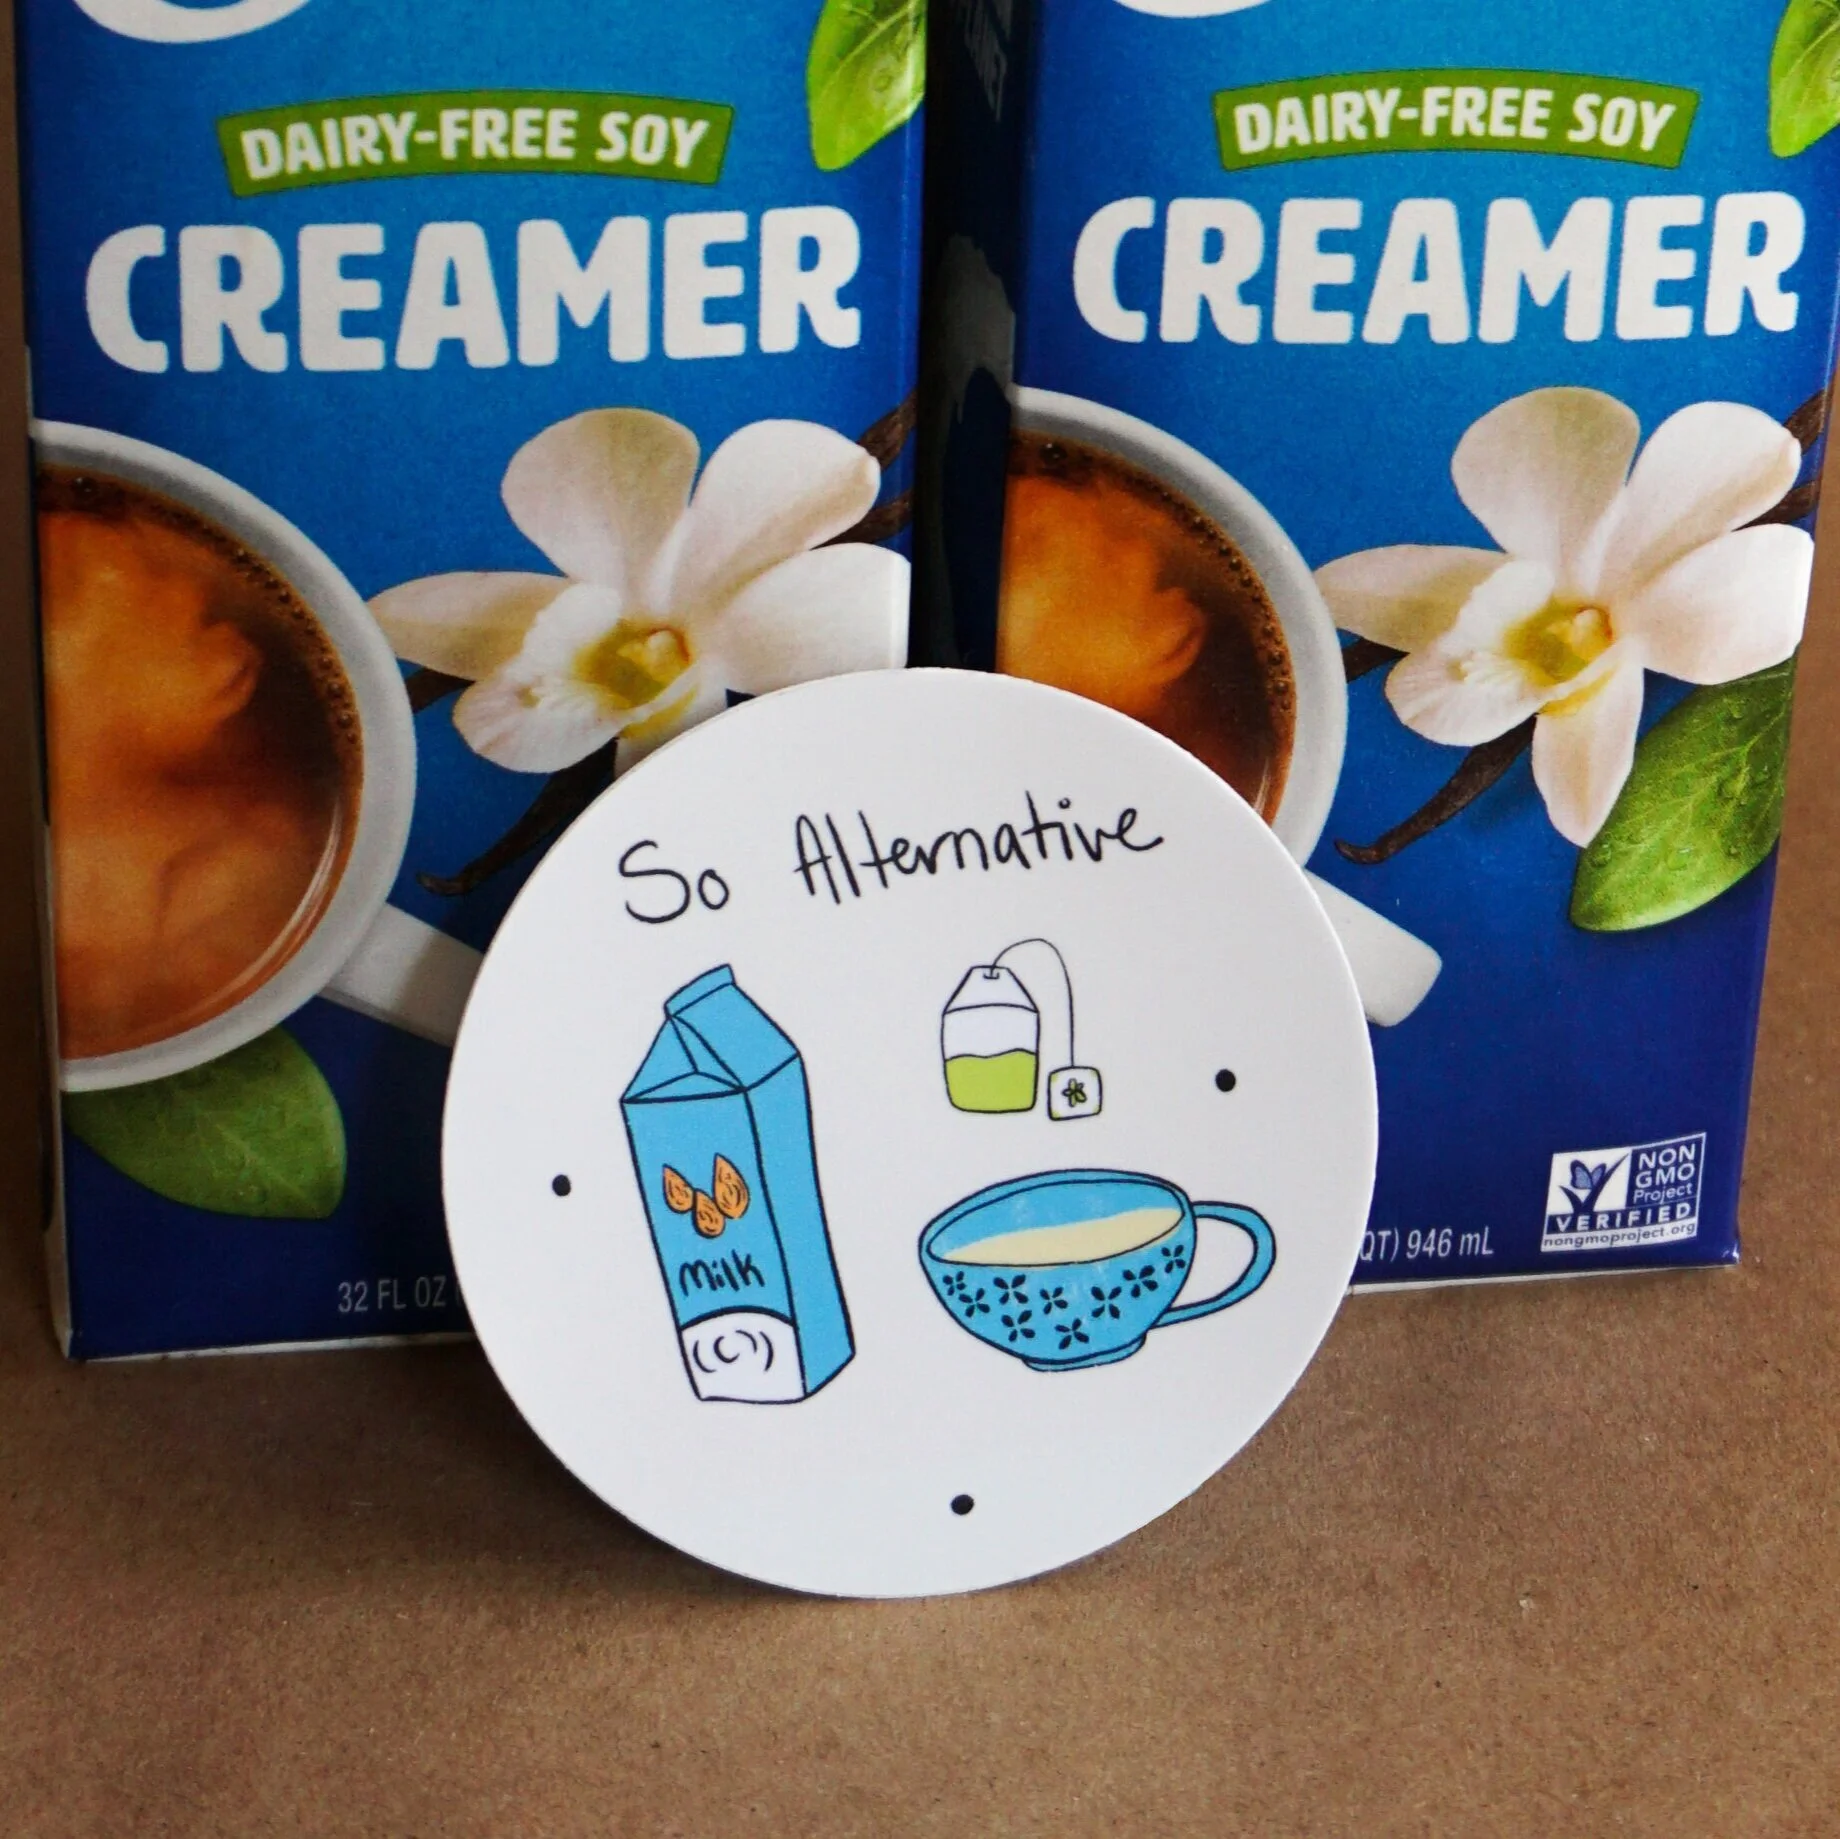 DAIRY-FREE SOY
CREAMER
32 FL OZ
DAIRY-FREE SOY
CREAMER
QT) 946 mL
NON
GMO
Project
VERIFIED
nongmoproject.org
So Alternative
milk